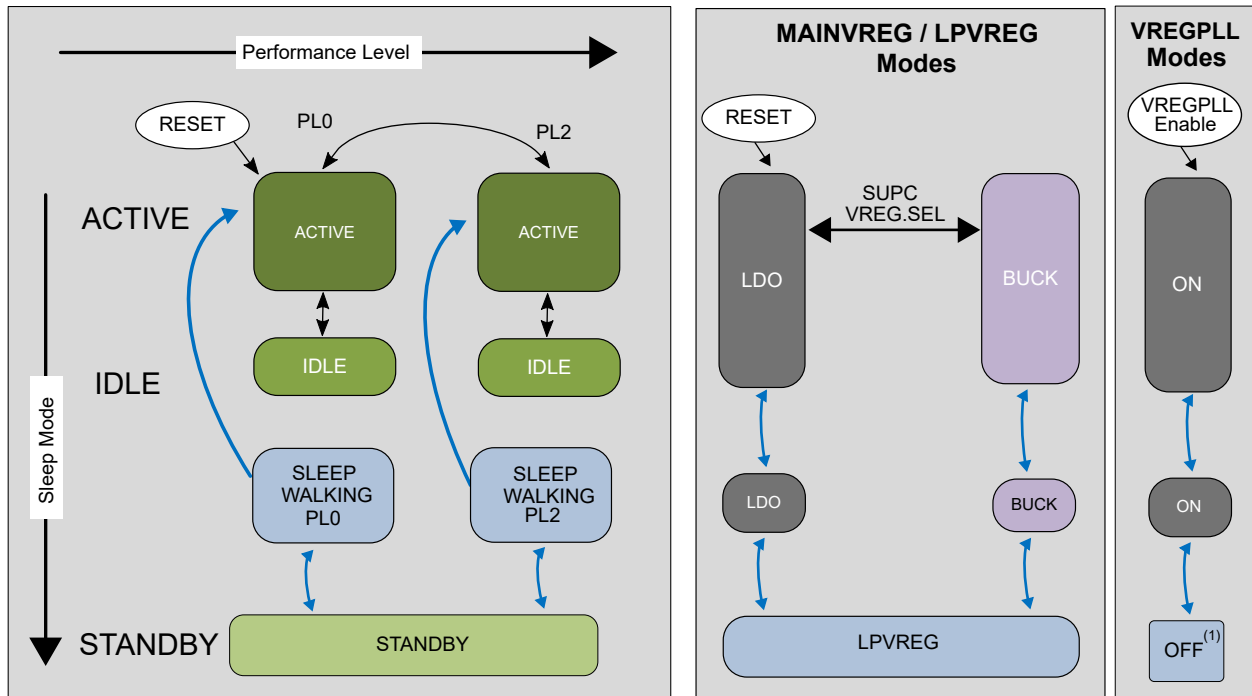 Performance Level
RESET
PL0
PL2
ACTIVE
ACTIVE
ACTIVE
IDLE
IDLE
IDLE
Sleep Mode
SLEEP
WALKING
PL0
SLEEP
WALKING
PL2
STANDBY
STANDBY
MAINVREG / LPVREG
Modes
RESET
SUPC
VREG.SEL
LDO
BUCK
LDO
BUCK
LPVREG
VREGPLL
Modes
VREGPLL
Enable
ON
ON
OFF(1)